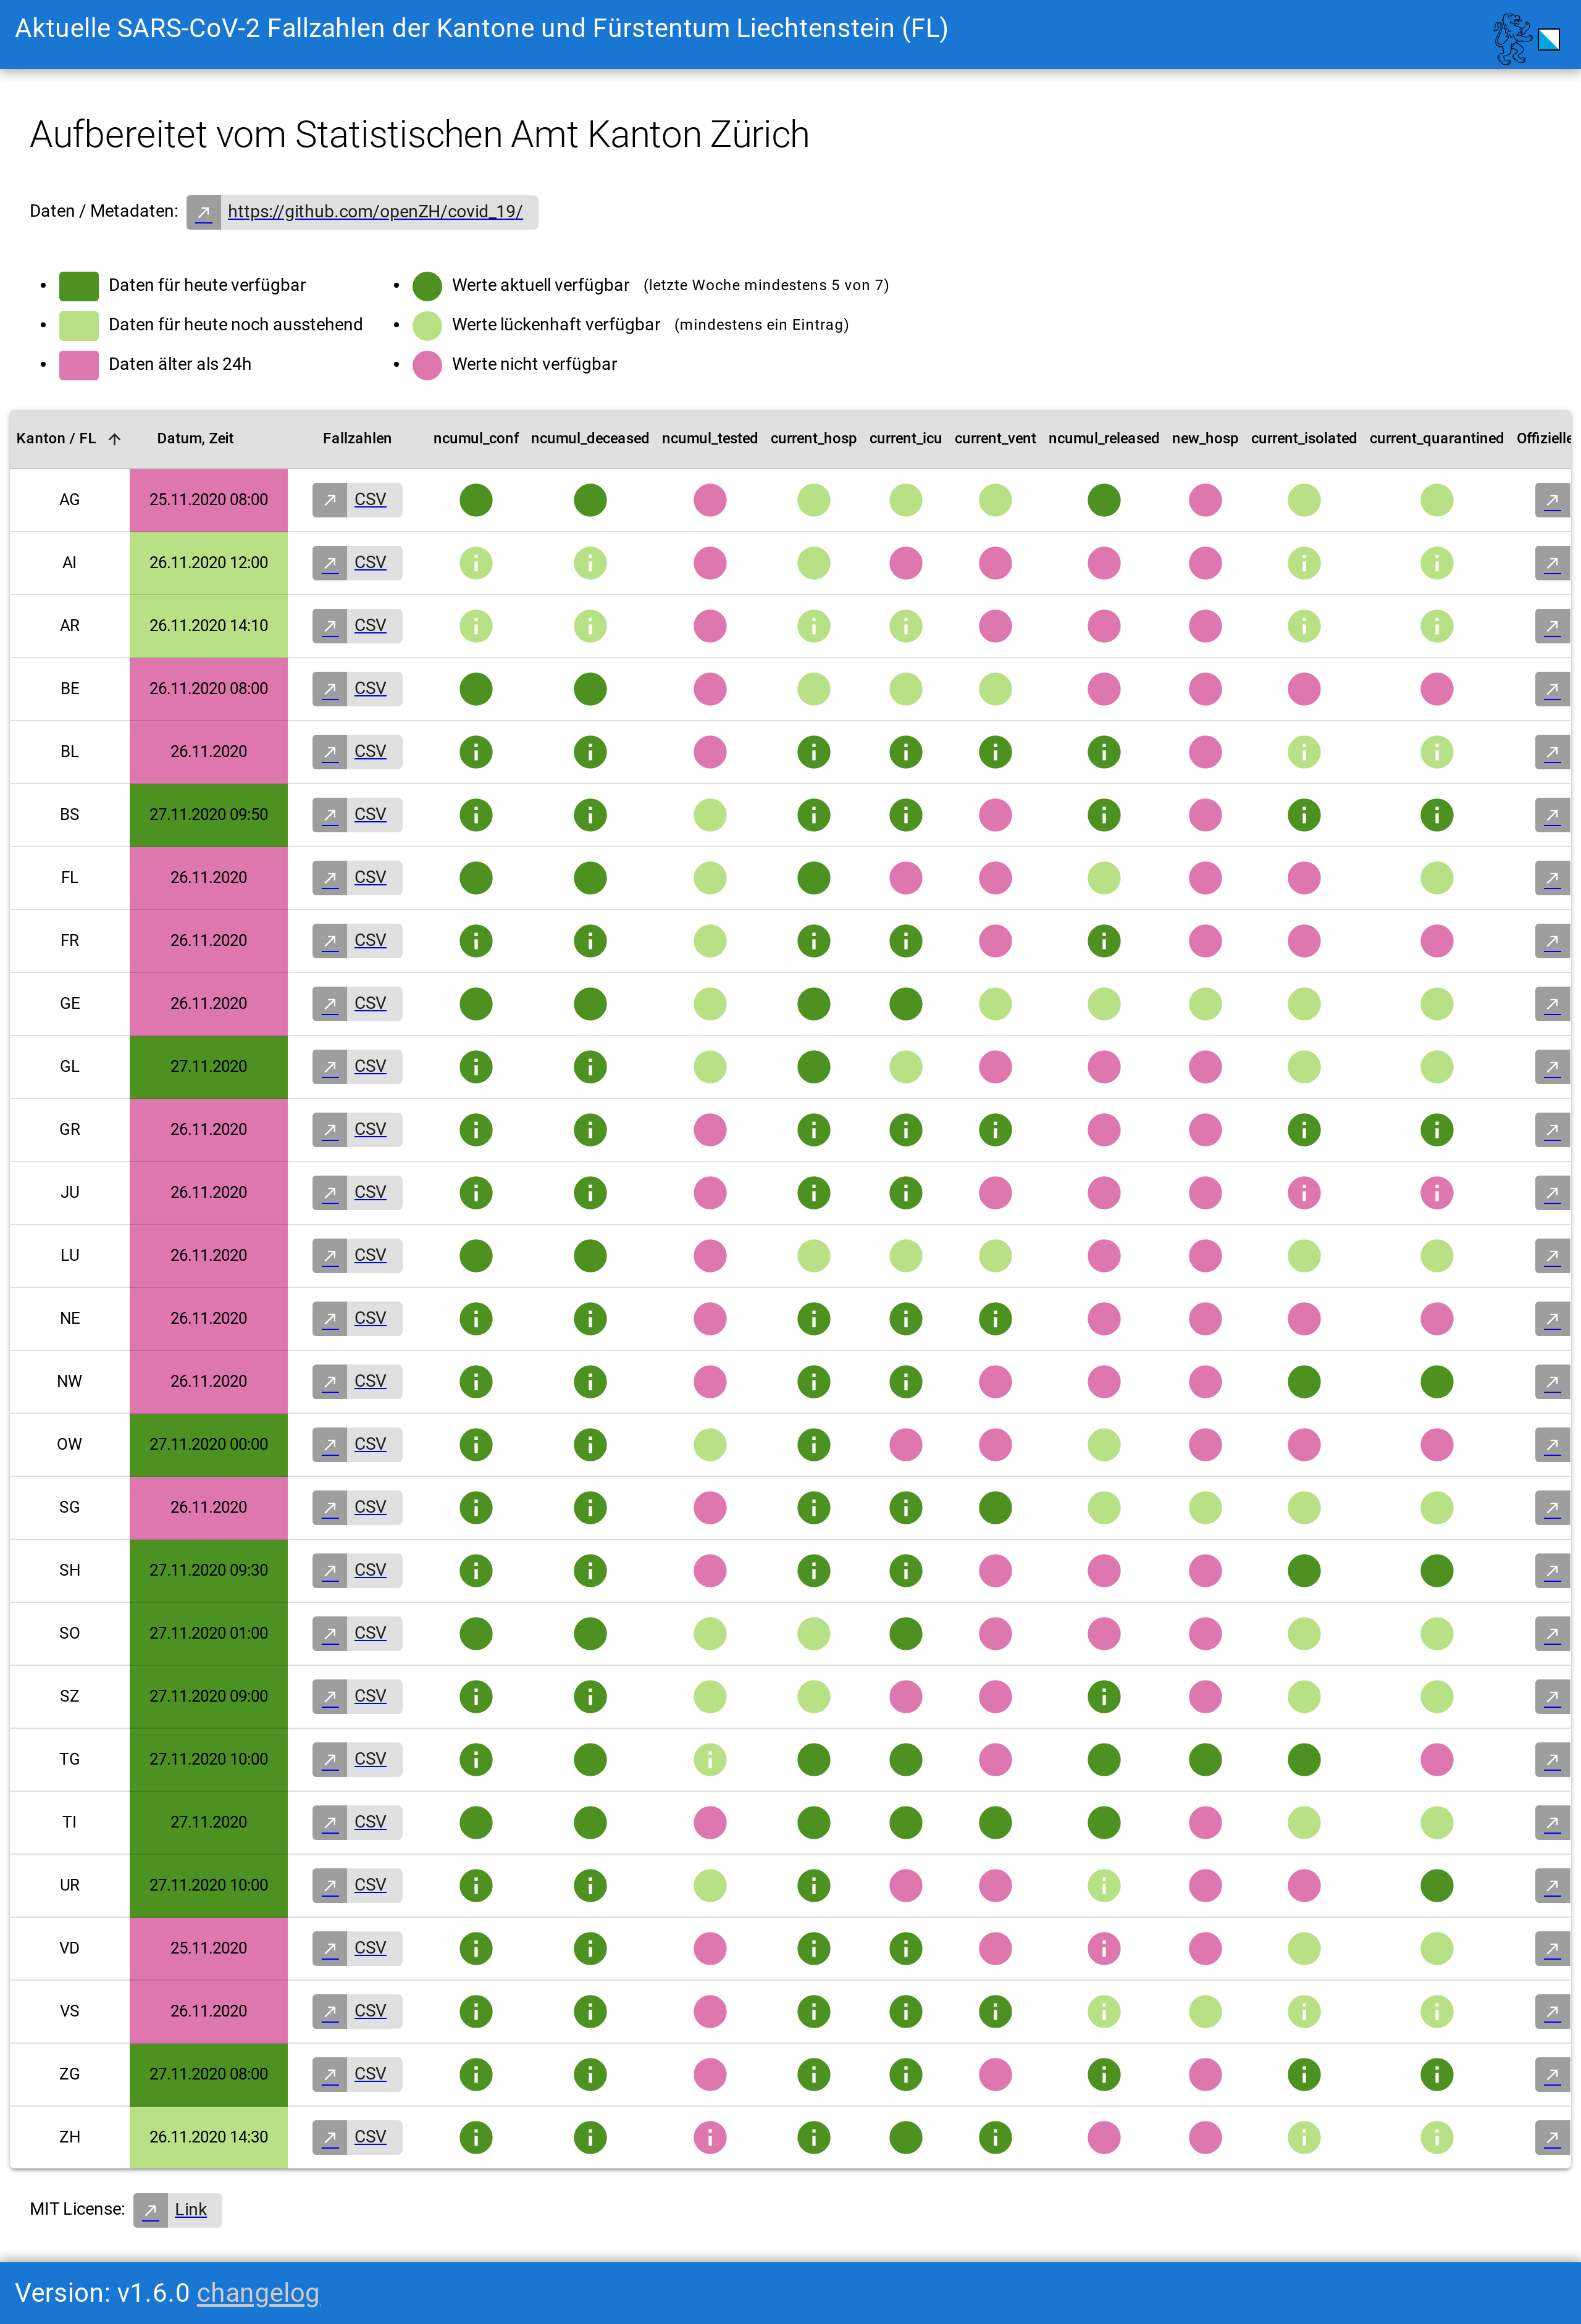 Aktuelle SARS-CoV-2 Fallzahlen der Kantone und Fürstentum Liechtenstein (FL)
Aufbereitet vom Statistischen Amt Kanton Zürich
Daten / Metadaten: https://github.com/openZH/covid_19/
Daten für heute verfügbar
Daten für heute noch ausstehend
Daten älter als 24h
Werte aktuell verfügbar (letzte Woche mindestens 5 von 7)
Werte lückenhaft verfügbar (mindestens ein Eintrag)
Werte nicht verfügbar
Kanton / FL Datum, Zeit Fallzahlen ncumul_conf ncumul_deceased ncumul_tested current_hosp current_icu current_vent ncumul_released new_hosp current_isolated current_quarantined Offizielle
AG 25.11.2020 08:00 CSV
AI 26.11.2020 12:00 CSV
AR 26.11.2020 14:10 CSV
BE 26.11.2020 08:00 CSV
BL 26.11.2020 CSV
BS 27.11.2020 09:50 CSV
FL 26.11.2020 CSV
FR 26.11.2020 CSV
GE 26.11.2020 CSV
GL 27.11.2020 CSV
GR 26.11.2020 CSV
JU 26.11.2020 CSV
LU 26.11.2020 CSV
NE 26.11.2020 CSV
NW 26.11.2020 CSV
OW 27.11.2020 00:00 CSV
SG 26.11.2020 CSV
SH 27.11.2020 09:30 CSV
SO 27.11.2020 01:00 CSV
SZ 27.11.2020 09:00 CSV
TG 27.11.2020 10:00 CSV
TI 27.11.2020 CSV
UR 27.11.2020 10:00 CSV
VD 25.11.2020 CSV
VS 26.11.2020 CSV
ZG 27.11.2020 08:00 CSV
ZH 26.11.2020 14:30 CSV
MIT License: Link
Version: v1.6.0 changelog